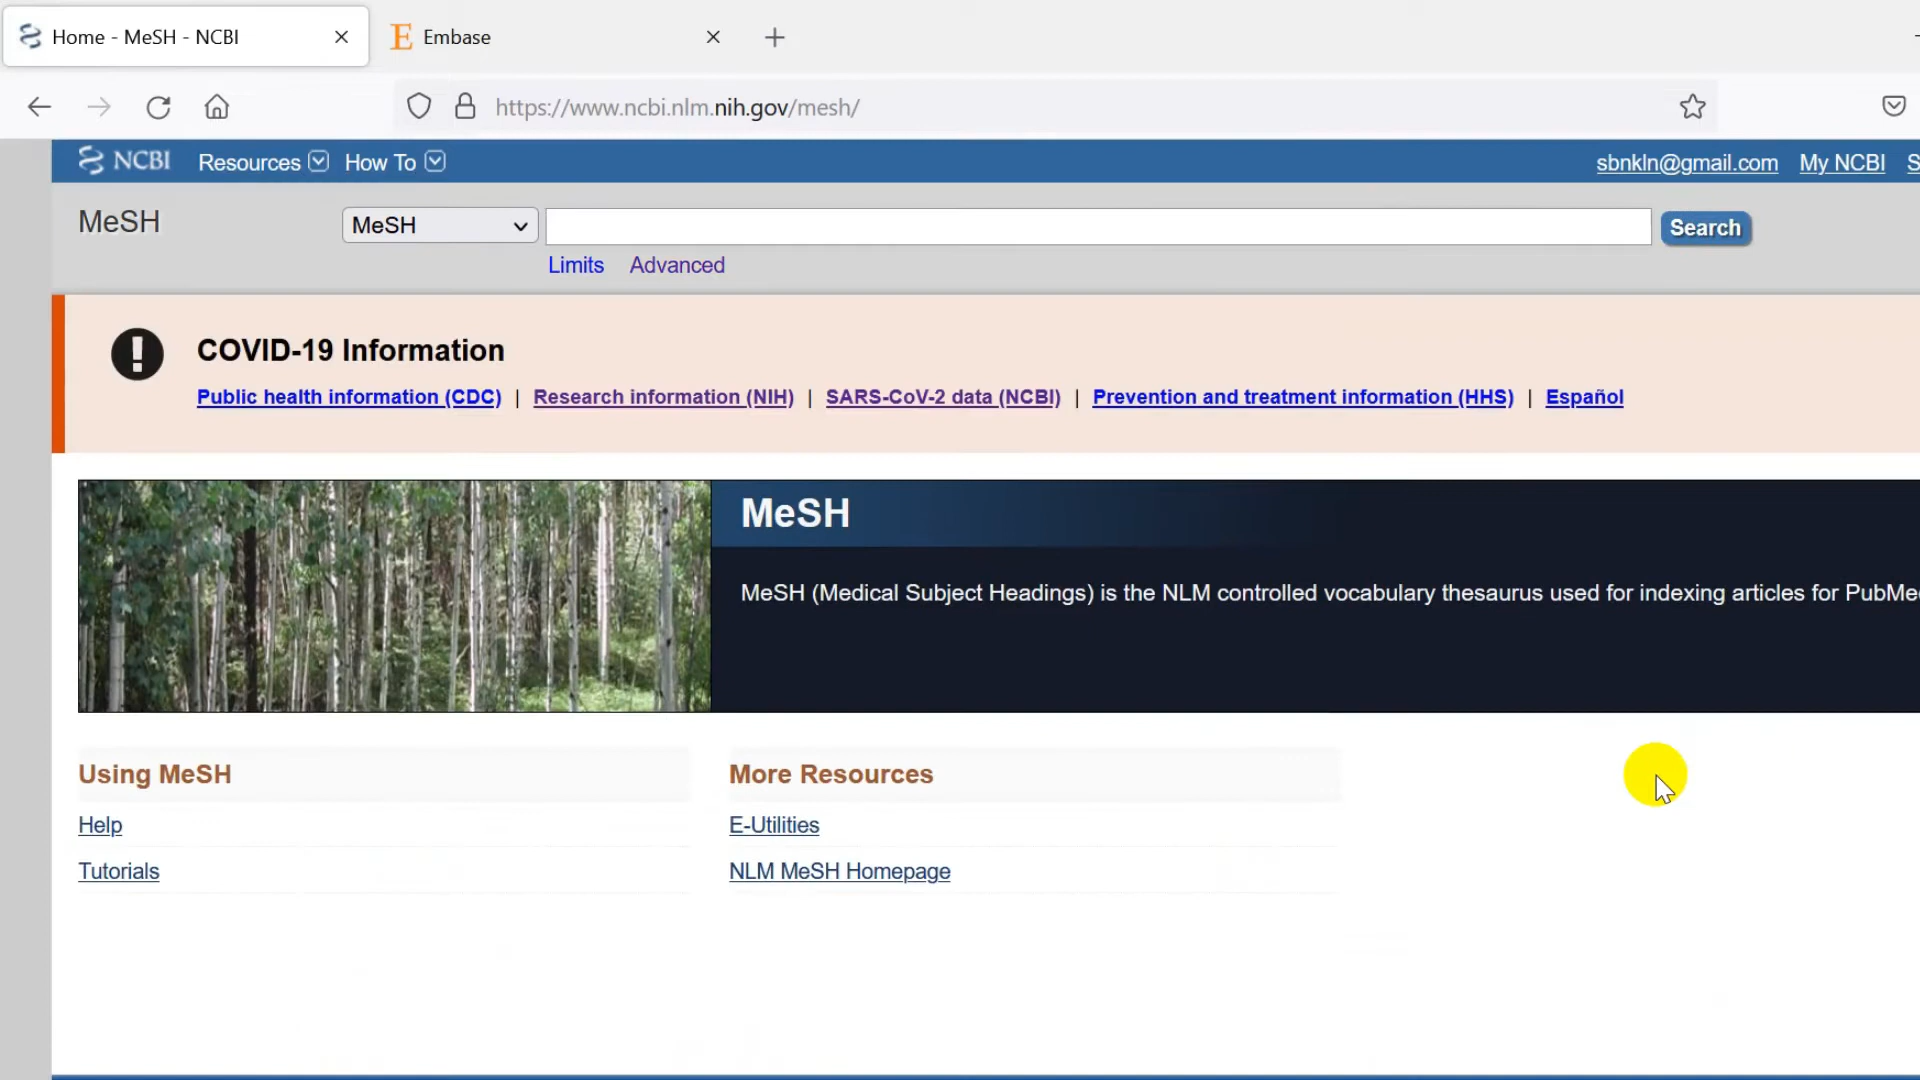 Home - MeSH - NCBI
E Embase
https://www.ncbi.nlm.nih.gov/mesh/
NCBI Resources How To sbnkln@gmail.com My NCBI
MeSH MeSH Search
Limits Advanced
COVID-19 Information
Public health information (CDC) | Research information (NIH) | SARS-CoV-2 data (NCBI) | Prevention and treatment information (HHS) | Español
MeSH
MeSH (Medical Subject Headings) is the NLM controlled vocabulary thesaurus used for indexing articles for PubMe
Using MeSH
Help
Tutorials
More Resources
E-Utilities
NLM MeSH Homepage